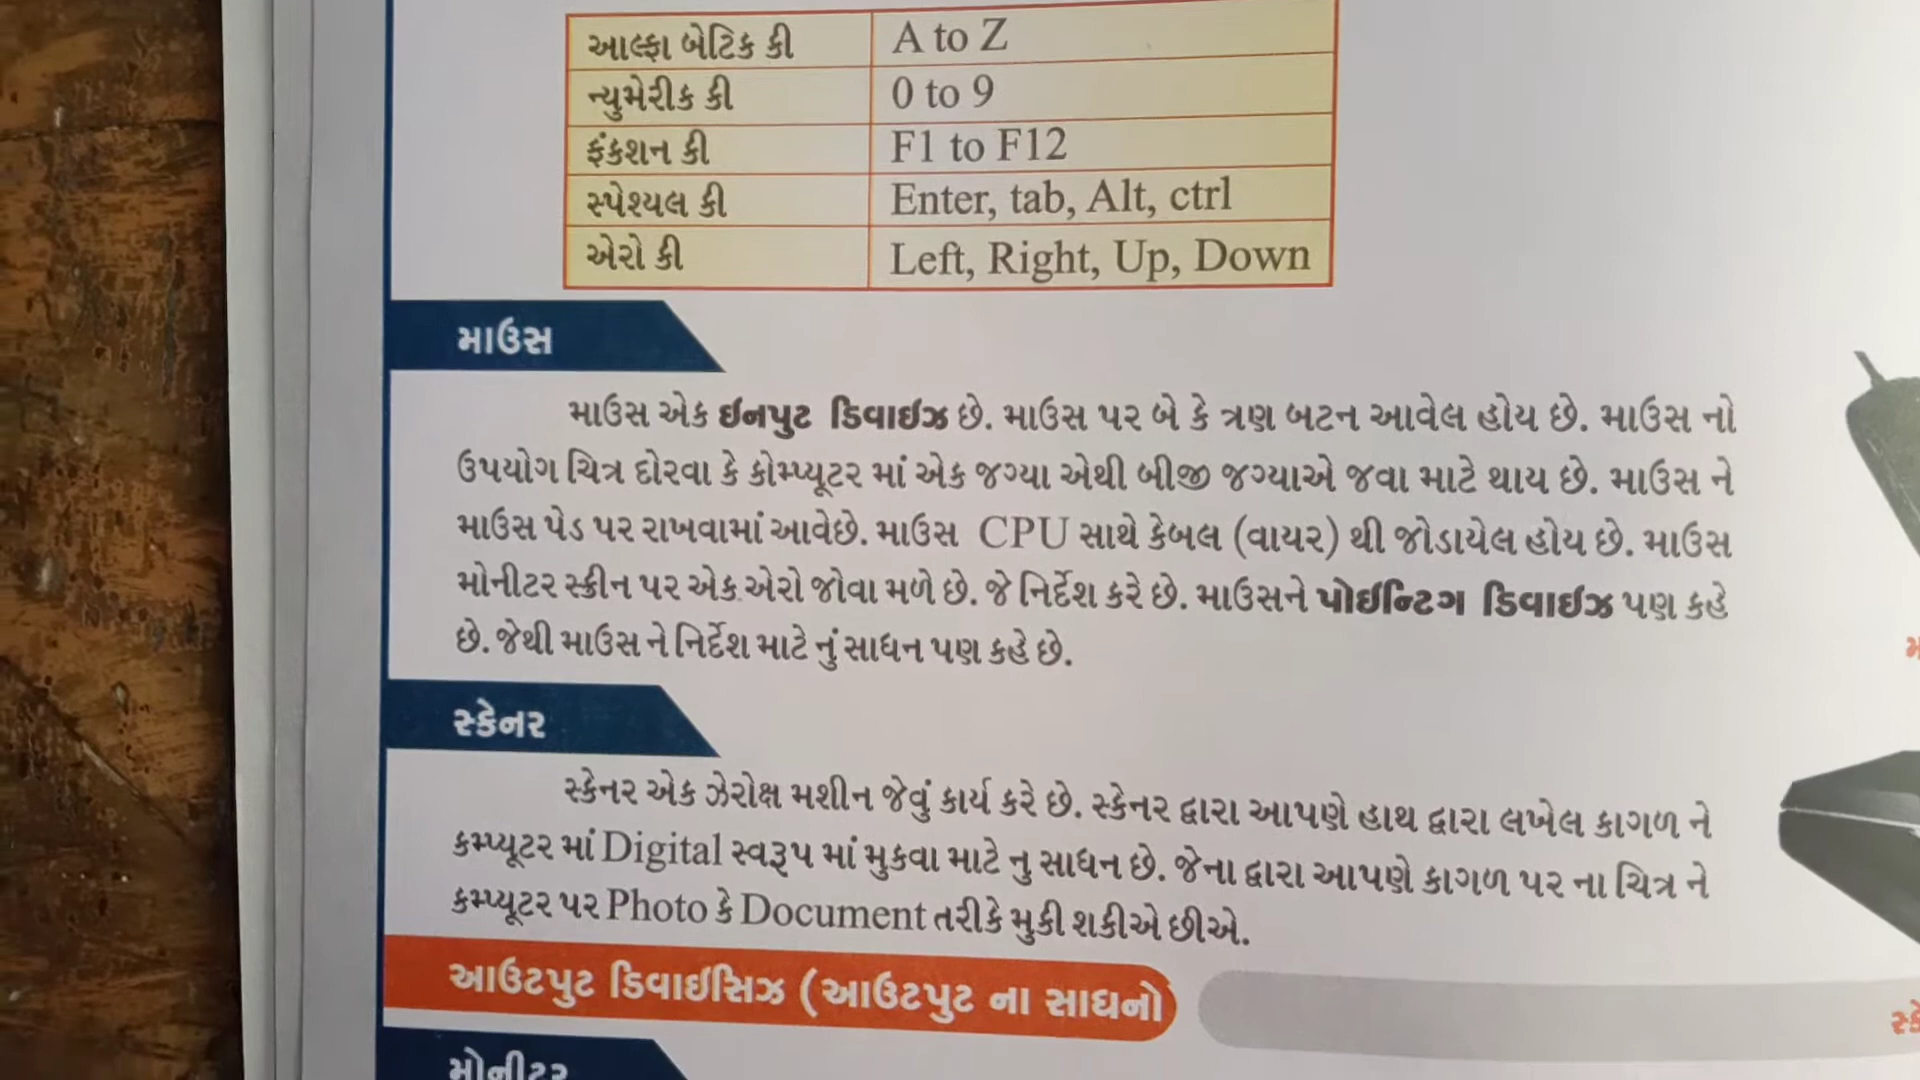 આલ્ફા બેટિક કી A to Z
ન્યુમેરીક કી 0 to 9
ફંકશન કી F1 to F12
સ્પેશ્યલ કી Enter, tab, Alt, ctrl
એરો કી Left, Right, Up, Down
માઉસ
માઉસ એક ઈનપુટ ડિવાઈઝ છે. માઉસ પર બે કે ત્રણ બટન આવેલ હોય છે. માઉસ નો
ઉપયોગ ચિત્ર દોરવા કે કોમ્પ્યૂટર માં એક જગ્યા એથી બીજી જગ્યાએ જવા માટે થાય છે. માઉસ ને
માઉસ પેડ પર રાખવામાં આવેછે. માઉસ CPU સાથે કેબલ (વાયર) થી જોડાયેલ હોય છે. માઉસ
મોનીટર સ્ક્રીન પર એક એરો જોવા મળે છે. જે નિર્દેશ કરે છે. માઉસને પોઈન્ટિગ ડિવાઈઝ પણ કહે
છે. જેથી માઉસ ને નિર્દેશ માટે નું સાધન પણ કહે છે.
સ્કેનર
સ્કેનર એક ઝેરોક્ષ મશીન જેવું કાર્ય કરે છે. સ્કેનર દ્વારા આપણે હાથ દ્વારા લખેલ કાગળ ને
કમ્પ્યૂટર માં Digital સ્વરૂપ માં મુકવા માટે નુ સાધન છે. જેના દ્વારા આપણે કાગળ પર ના ચિત્ર ને
કમ્પ્યૂટર પર Photo કે Document તરીકે મુકી શકીએ છીએ.
આઉટપુટ ડિવાઈસિઝ (આઉટપુટ ના સાધનો)
મોનીટર